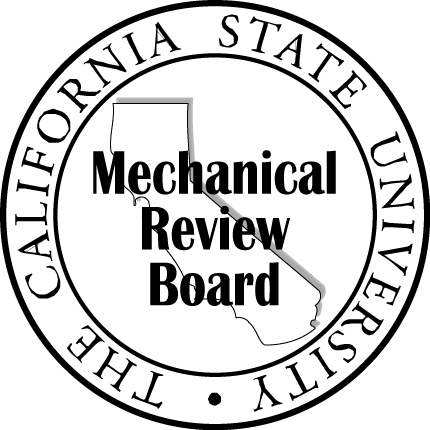 THE CALIFORNIA STATE UNIVERSITY
Mechanical
Review
Board